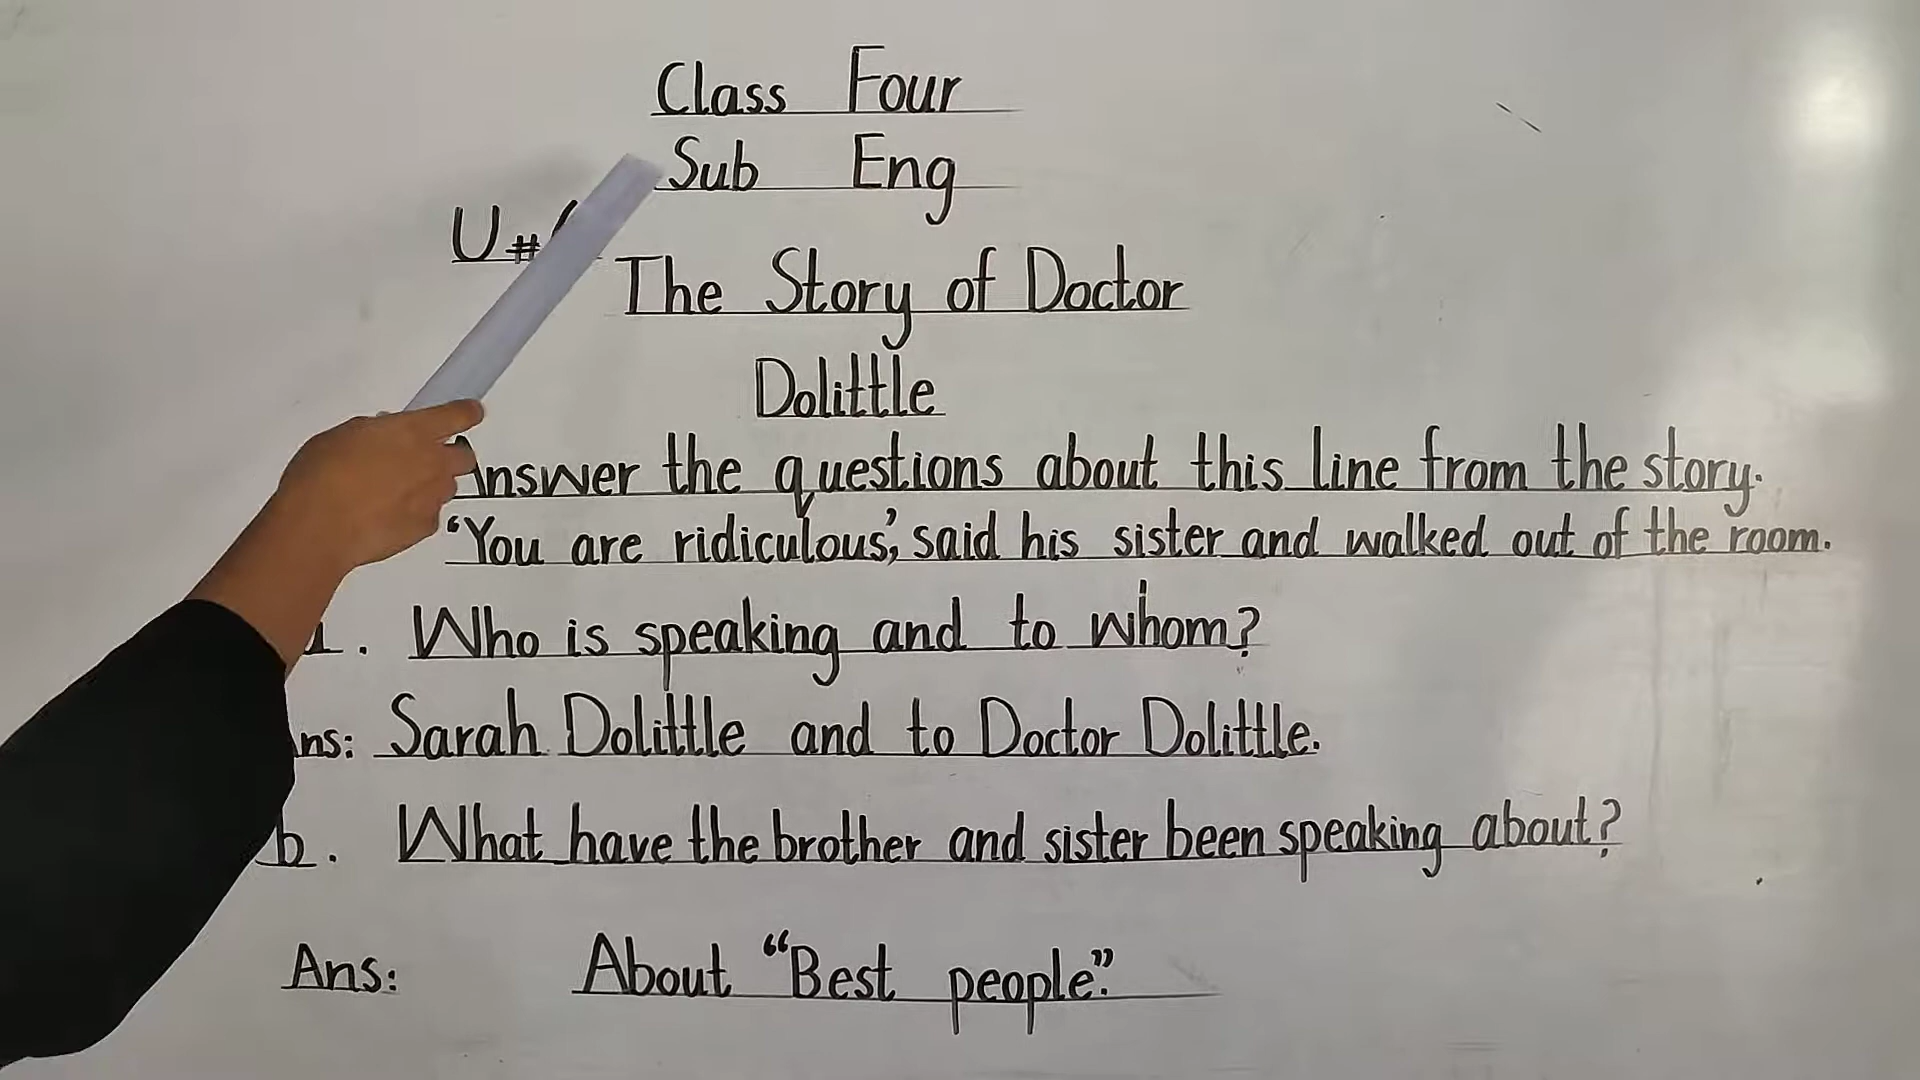 Class Four
Sub Eng
U#
The Story of Doctor
Dolittle
Answer the questions about this line from the story.
‘You are ridiculous’, said his sister and walked out of the room.
. Who is speaking and to whom?
Ans: Sarah Dolittle and to Doctor Dolittle.
b. What have the brother and sister been speaking about?
Ans: About “Best people”.